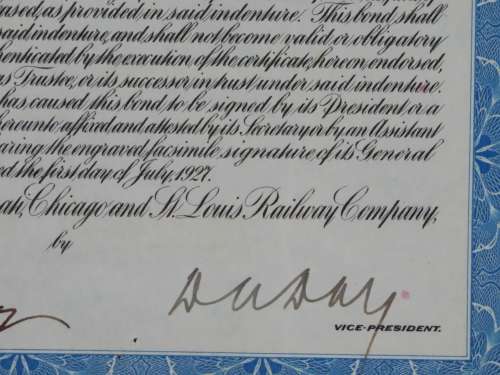 ased, as provided in said indenture. This bond, shall
said indenture, and shall not become valid or obligatory
henticated by the execution of the certificate, hereon, endorsed,
as Trustee, or its successor, in trust under said indenture.
has caused this bond to be signed by its President, or a
hereunto affixed and attested by its Secretary or by an Assistant
aring the engraved facsimile signature of its General
ed the first day of July 1927.
ati, Chicago and St. Louis Railway Company,
by
VICE-PRESIDENT.